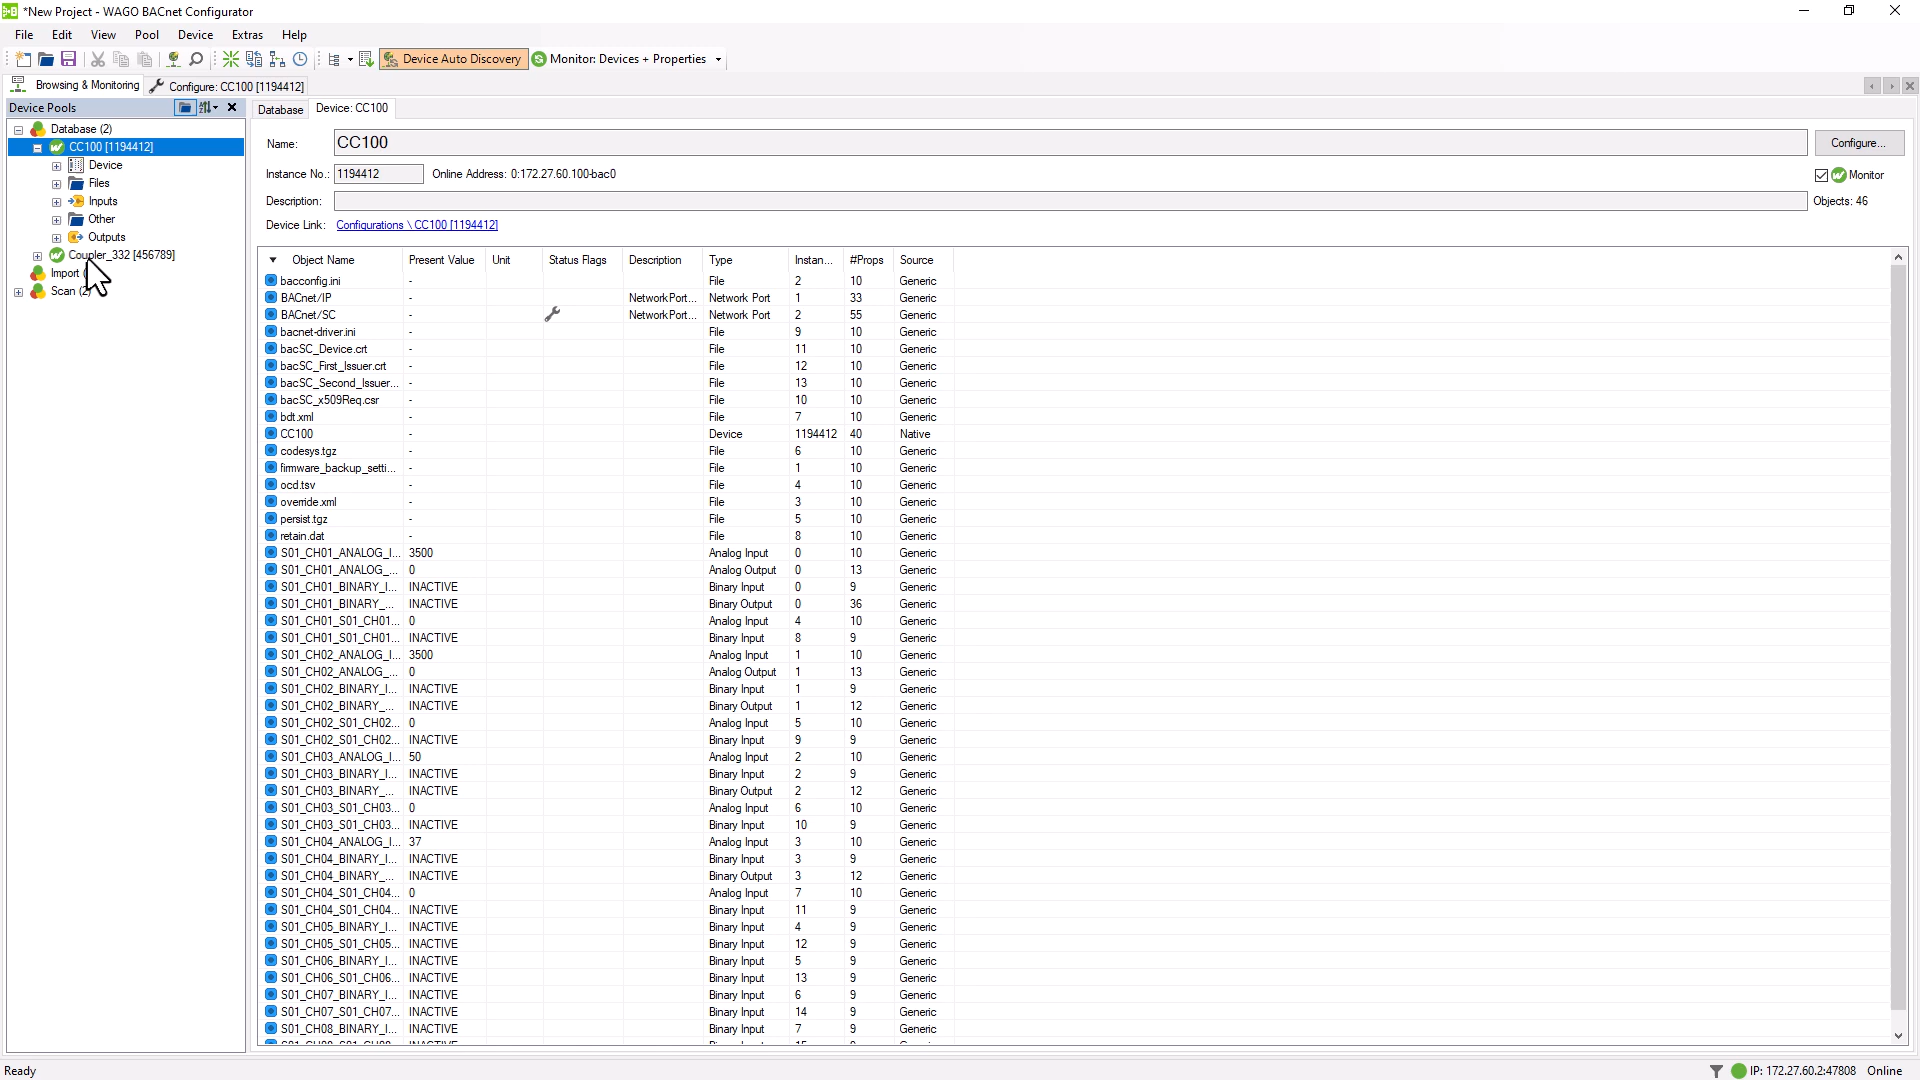 *New Project - WAGO BACnet Configurator
File Edit View Pool Device Extras Help
Device Auto Discovery Monitor: Devices + Properties
Browsing & Monitoring Configure: CC100 [1194412]
Device Pools
Database (2)
CC100 [1194412]
Device
Files
Inputs
Other
Outputs
Coupler_332 [456789]
Import
Scan (2)
Database Device: CC100
Name: CC100 Configure...
Instance No.: 1194412 Online Address: 0:172.27.60.100-bac0 Monitor
Description: Objects: 46
Device Link: Configurations \ CC100 [1194412]
Object Name Present Value Unit Status Flags Description Type Instan... #Props Source
bacconfig.ini - File 2 10 Generic
BACnet/IP - NetworkPort... Network Port 1 33 Generic
BACnet/SC - NetworkPort... Network Port 2 55 Generic
bacnet-driver.ini - File 9 10 Generic
bacSC_Device.crt - File 11 10 Generic
bacSC_First_Issuer.crt - File 12 10 Generic
bacSC_Second_Issuer... - File 13 10 Generic
bacSC_x509Req.csr - File 10 10 Generic
bdt.xml - File 7 10 Generic
CC100 - Device 1194412 40 Native
codesys.tgz - File 6 10 Generic
firmware_backup_setti... - File 1 10 Generic
ocd.tsv - File 4 10 Generic
override.xml - File 3 10 Generic
persist.tgz - File 5 10 Generic
retain.dat - File 8 10 Generic
S01_CH01_ANALOG_I... 3500 Analog Input 0 10 Generic
S01_CH01_ANALOG_... 0 Analog Output 0 13 Generic
S01_CH01_BINARY_I... INACTIVE Binary Input 0 9 Generic
S01_CH01_BINARY_... INACTIVE Binary Output 0 36 Generic
S01_CH01_S01_CH01... 0 Analog Input 4 10 Generic
S01_CH01_S01_CH01... INACTIVE Binary Input 8 9 Generic
S01_CH02_ANALOG_I... 3500 Analog Input 1 10 Generic
S01_CH02_ANALOG_... 0 Analog Output 1 13 Generic
S01_CH02_BINARY_I... INACTIVE Binary Input 1 9 Generic
S01_CH02_BINARY_... INACTIVE Binary Output 1 12 Generic
S01_CH02_S01_CH02... 0 Analog Input 5 10 Generic
S01_CH02_S01_CH02... INACTIVE Binary Input 9 9 Generic
S01_CH03_ANALOG_I... 50 Analog Input 2 10 Generic
S01_CH03_BINARY_I... INACTIVE Binary Input 2 9 Generic
S01_CH03_BINARY_... INACTIVE Binary Output 2 12 Generic
S01_CH03_S01_CH03... 0 Analog Input 6 10 Generic
S01_CH03_S01_CH03... INACTIVE Binary Input 10 9 Generic
S01_CH04_ANALOG_I... 37 Analog Input 3 10 Generic
S01_CH04_BINARY_I... INACTIVE Binary Input 3 9 Generic
S01_CH04_BINARY_... INACTIVE Binary Output 3 12 Generic
S01_CH04_S01_CH04... 0 Analog Input 7 10 Generic
S01_CH04_S01_CH04... INACTIVE Binary Input 11 9 Generic
S01_CH05_BINARY_I... INACTIVE Binary Input 4 9 Generic
S01_CH05_S01_CH05... INACTIVE Binary Input 12 9 Generic
S01_CH06_BINARY_I... INACTIVE Binary Input 5 9 Generic
S01_CH06_S01_CH06... INACTIVE Binary Input 13 9 Generic
S01_CH07_BINARY_I... INACTIVE Binary Input 6 9 Generic
S01_CH07_S01_CH07... INACTIVE Binary Input 14 9 Generic
S01_CH08_BINARY_I... INACTIVE Binary Input 7 9 Generic
Ready IP: 172.27.60.2:47808 Online